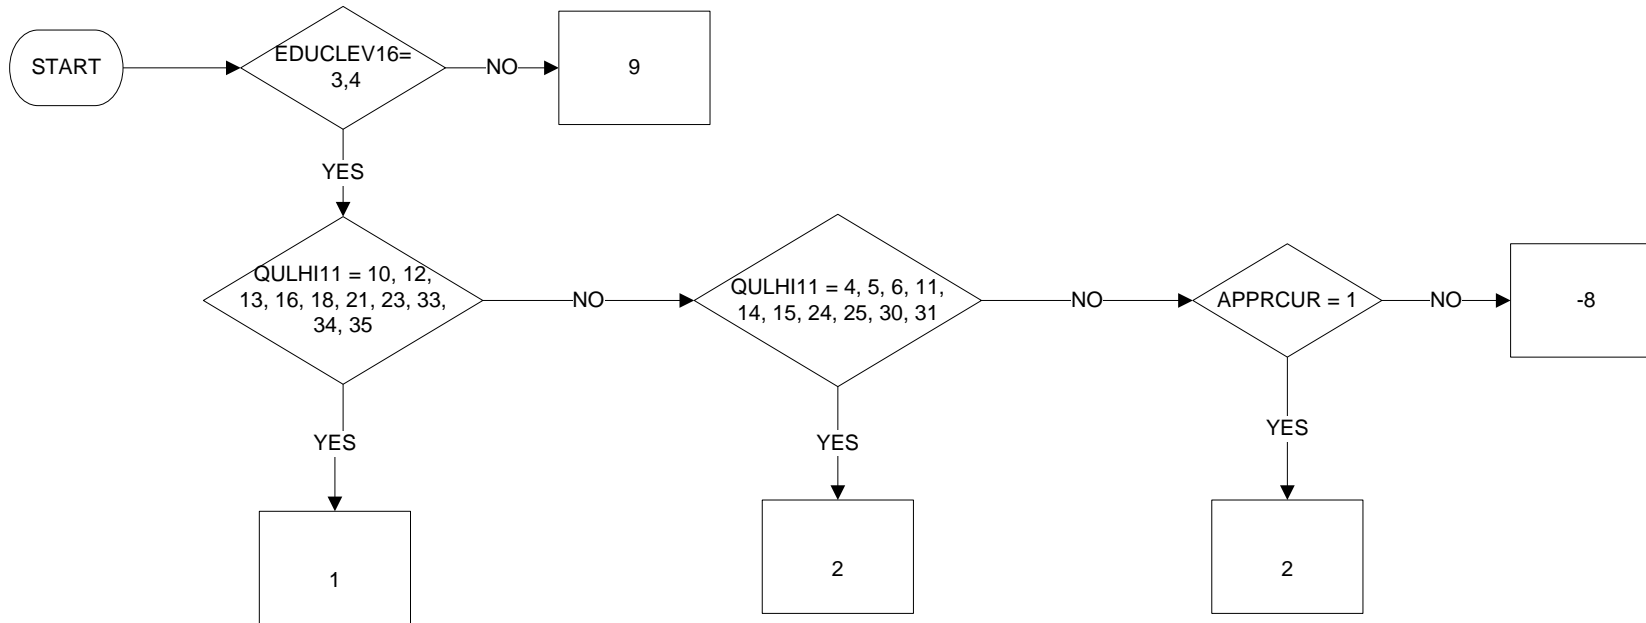 START
EDUCLEV16=
3,4
NO
9
YES
QULHI11 = 10, 12,
13, 16, 18, 21, 23, 33,
34, 35
NO
QULHI11 = 4, 5, 6, 11,
14, 15, 24, 25, 30, 31
NO
APPRCUR = 1
NO
-8
YES
YES
YES
1
2
2